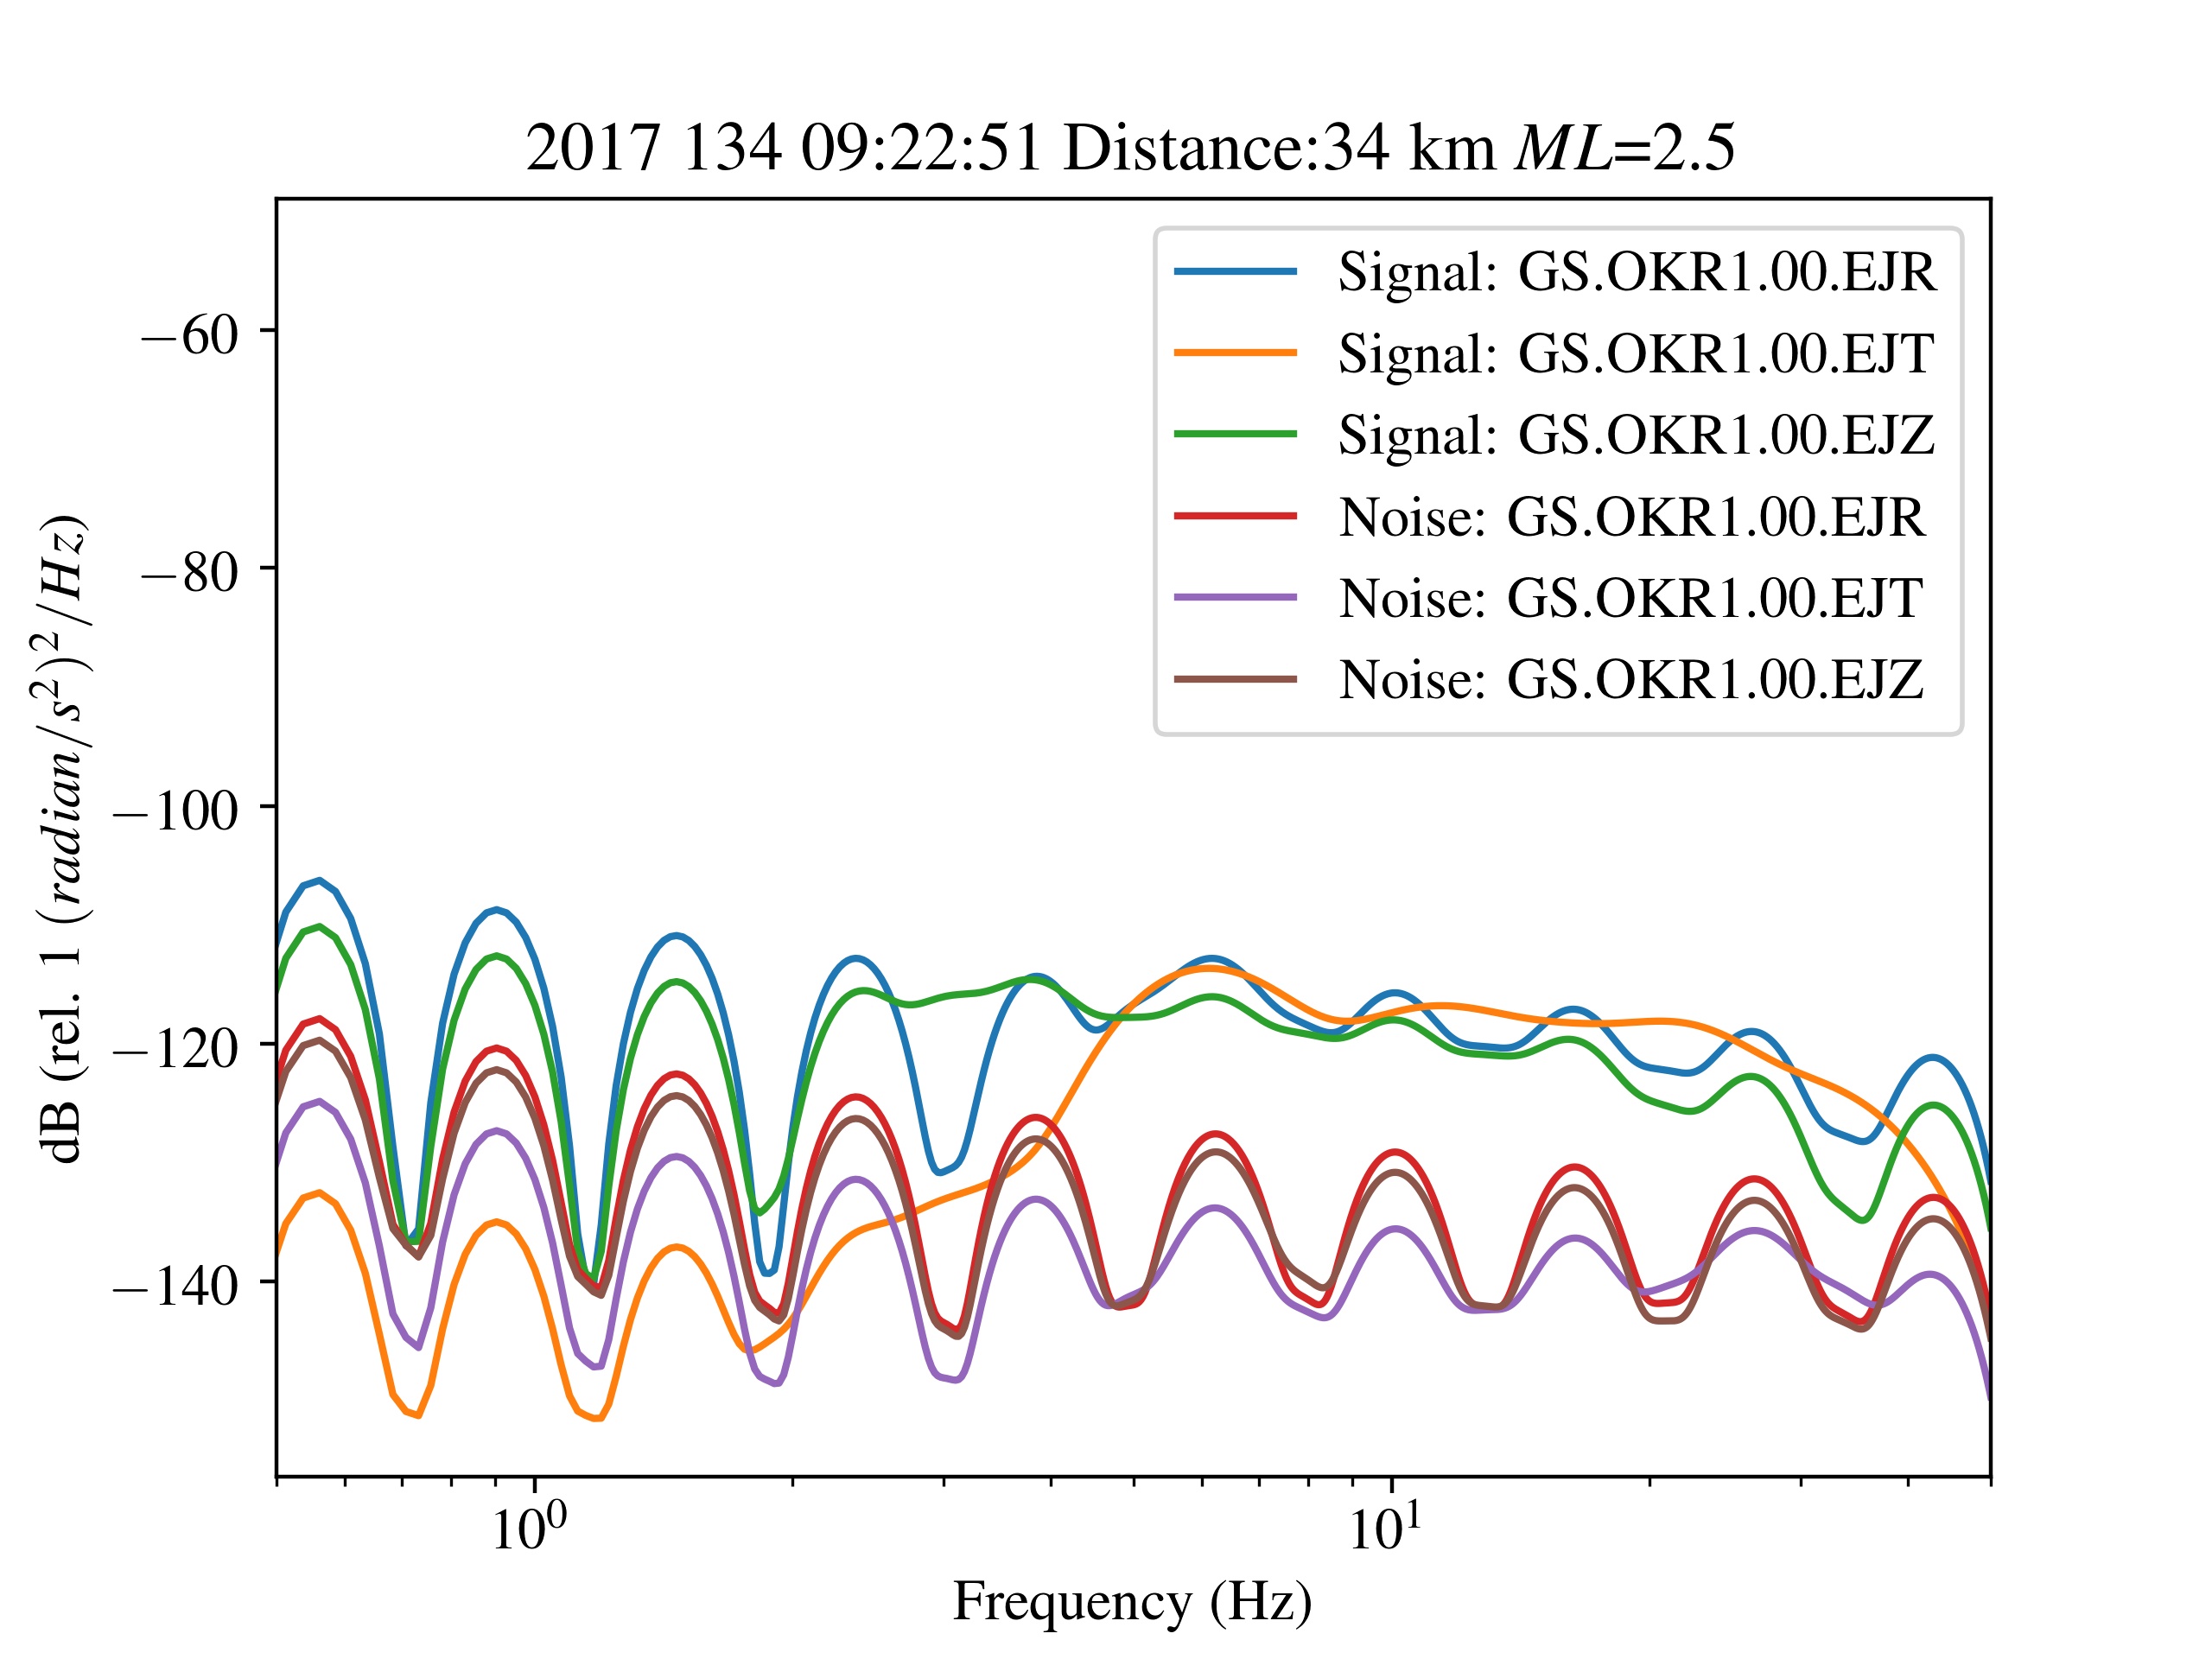 2017 134 09:22:51 Distance:34 km ML=2.5
Signal: GS.OKR1.00.EJR
Signal: GS.OKR1.00.EJT
Signal: GS.OKR1.00.EJZ
Noise: GS.OKR1.00.EJR
Noise: GS.OKR1.00.EJT
Noise: GS.OKR1.00.EJZ
−60
−80
−100
−120
−140
dB (rel. 1 (radian/s²)²/Hz)
10⁰
10¹
Frequency (Hz)